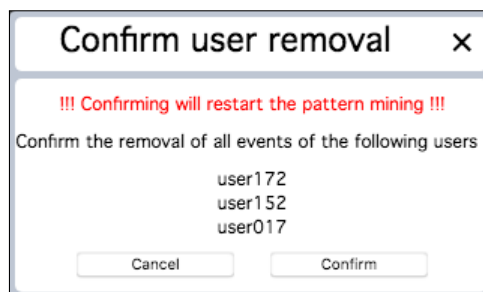 Confirm user removal ×
!!! Confirming will restart the pattern mining !!!
Confirm the removal of all events of the following users
user172
user152
user017
Cancel Confirm